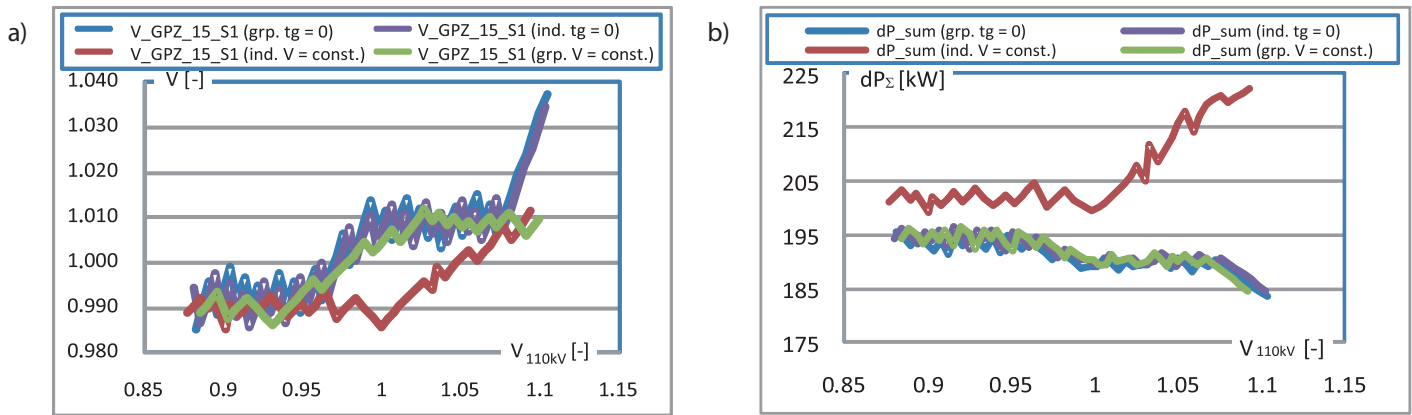 a)
V_GPZ_15_S1 (grp. tg = 0) V_GPZ_15_S1 (ind. tg = 0)
V_GPZ_15_S1 (ind. V = const.) V_GPZ_15_S1 (grp. V = const.)
V [-]
1.040
1.030
1.020
1.010
1.000
0.990
0.980
V110kV [-]
0.85 0.9 0.95 1 1.05 1.1 1.15
b)
dP_sum (grp. tg = 0) dP_sum (ind. tg = 0)
dP_sum (ind. V = const.) dP_sum (grp. V = const.)
dPΣ [kW]
225
215
205
195
185
175
V110kV [-]
0.85 0.9 0.95 1 1.05 1.1 1.15